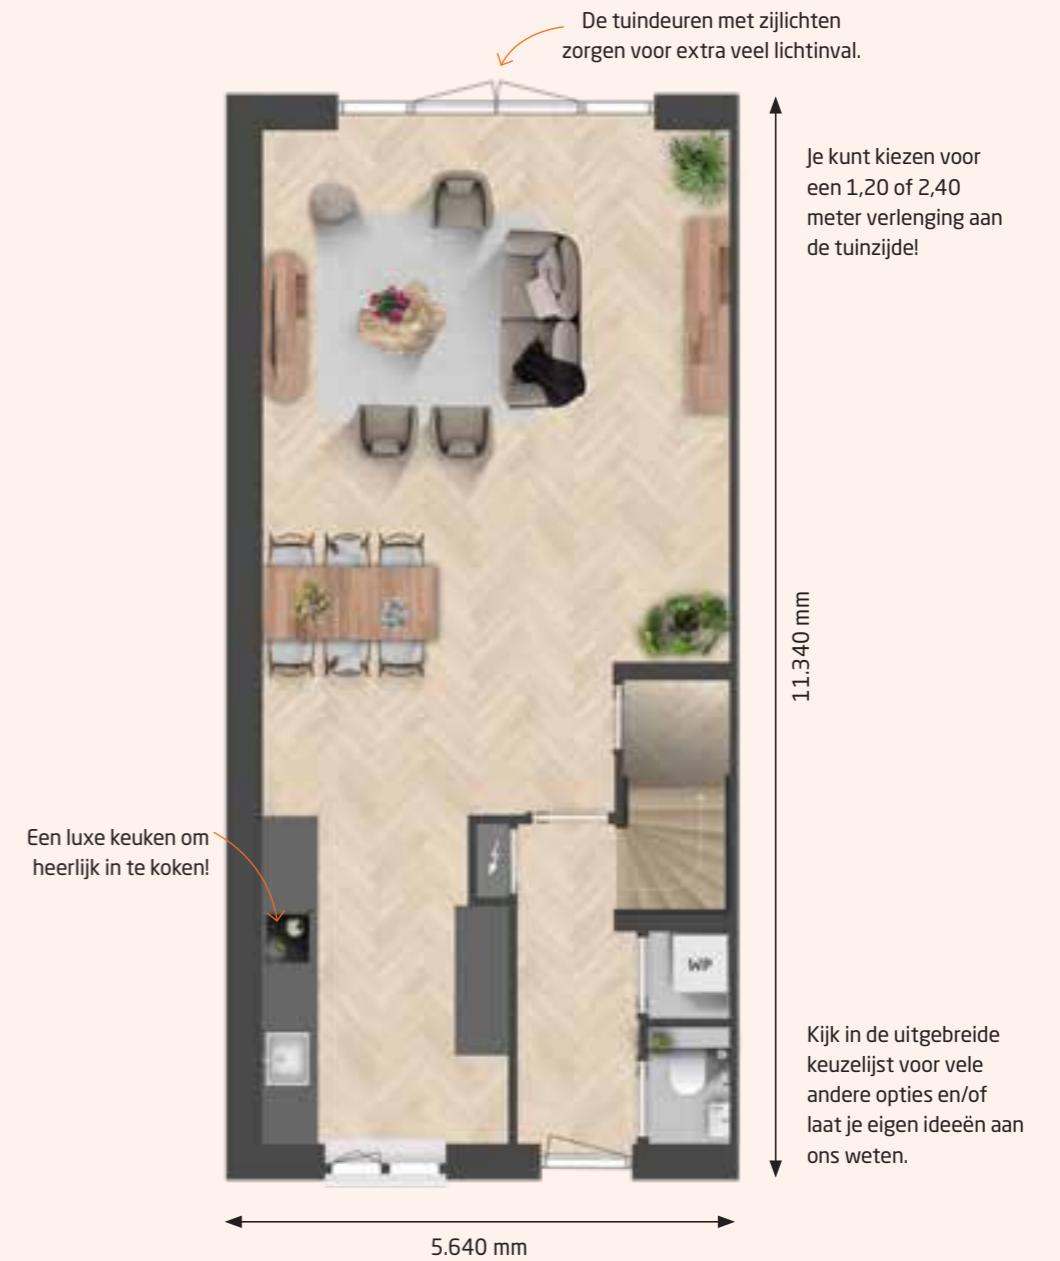 De tuindeuren met zijlichten
zorgen voor extra veel lichtinval.
Je kunt kiezen voor
een 1,20 of 2,40
meter verlenging aan
de tuinzijde!
11.340 mm
Een luxe keuken om
heerlijk in te koken!
WP
Kijk in de uitgebreide
keuzelijst voor vele
andere opties en/of
laat je eigen ideeën aan
ons weten.
5.640 mm